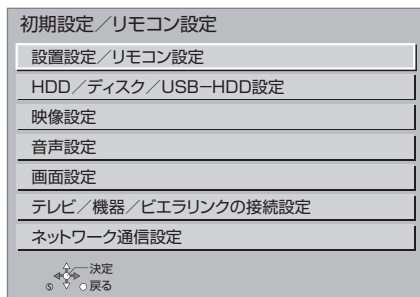 初期設定／リモコン設定
設置設定／リモコン設定
HDD／ディスク／USB－HDD設定
映像設定
音声設定
画面設定
テレビ／機器／ビエラリンクの接続設定
ネットワーク通信設定
決定
S 戻る